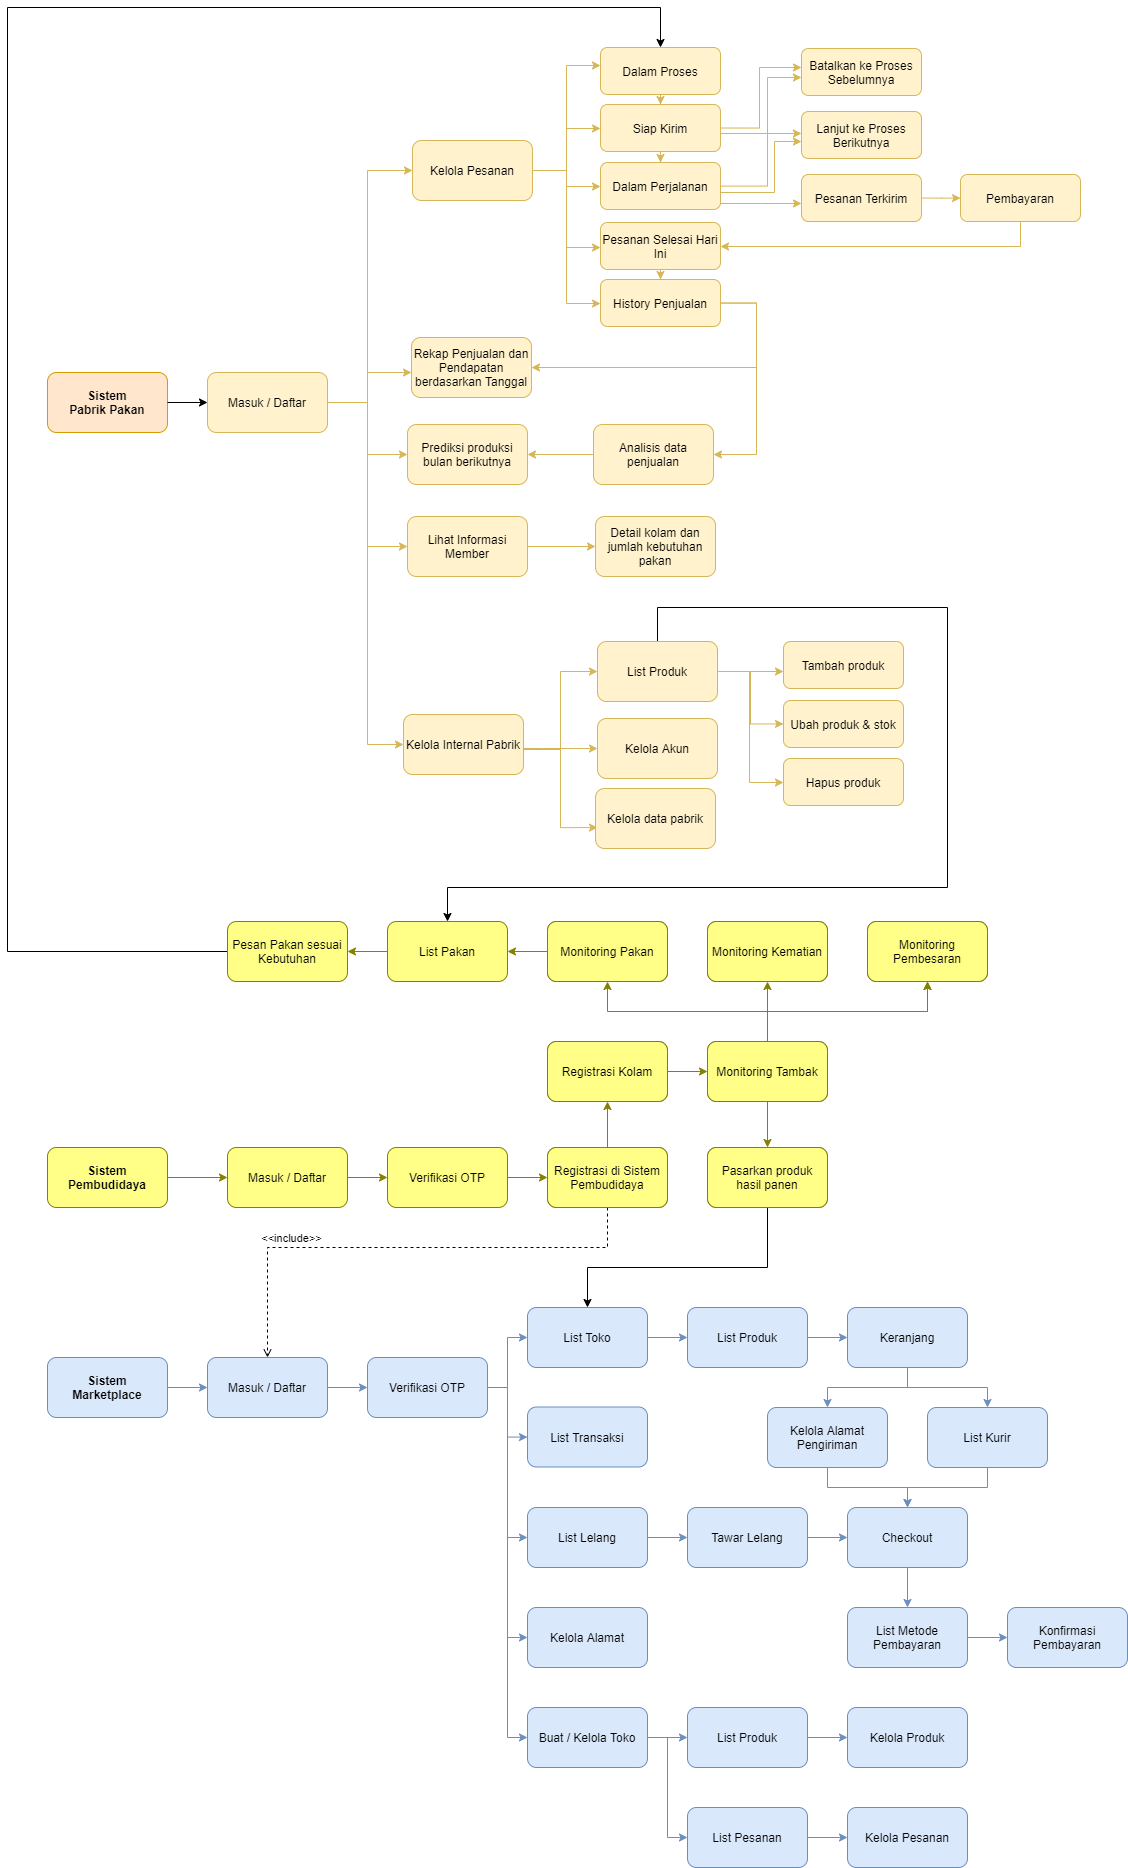 Dalam Proses
Batalkan ke Proses
Sebelumnya
Siap Kirim
Lanjut ke Proses
Berikutnya
Kelola Pesanan
Dalam Perjalanan
Pesanan Terkirim
Pembayaran
Pesanan Selesai Hari
Ini
History Penjualan
Rekap Penjualan dan
Pendapatan
berdasarkan Tanggal
Sistem
Pabrik Pakan
Masuk / Daftar
Prediksi produksi
bulan berikutnya
Analisis data
penjualan
Lihat Informasi
Member
Detail kolam dan
jumlah kebutuhan
pakan
List Produk
Tambah produk
Ubah produk & stok
Kelola Internal Pabrik
Kelola Akun
Hapus produk
Kelola data pabrik
Pesan Pakan sesuai
Kebutuhan
List Pakan
Monitoring Pakan
Monitoring Kematian
Monitoring
Pembesaran
Registrasi Kolam
Monitoring Tambak
Sistem
Pembudidaya
Masuk / Daftar
Verifikasi OTP
Registrasi di Sistem
Pembudidaya
Pasarkan produk
hasil panen
<<include>>
List Toko
List Produk
Keranjang
Sistem
Marketplace
Masuk / Daftar
Verifikasi OTP
List Transaksi
Kelola Alamat
Pengiriman
List Kurir
List Lelang
Tawar Lelang
Checkout
Kelola Alamat
List Metode
Pembayaran
Konfirmasi
Pembayaran
Buat / Kelola Toko
List Produk
Kelola Produk
List Pesanan
Kelola Pesanan